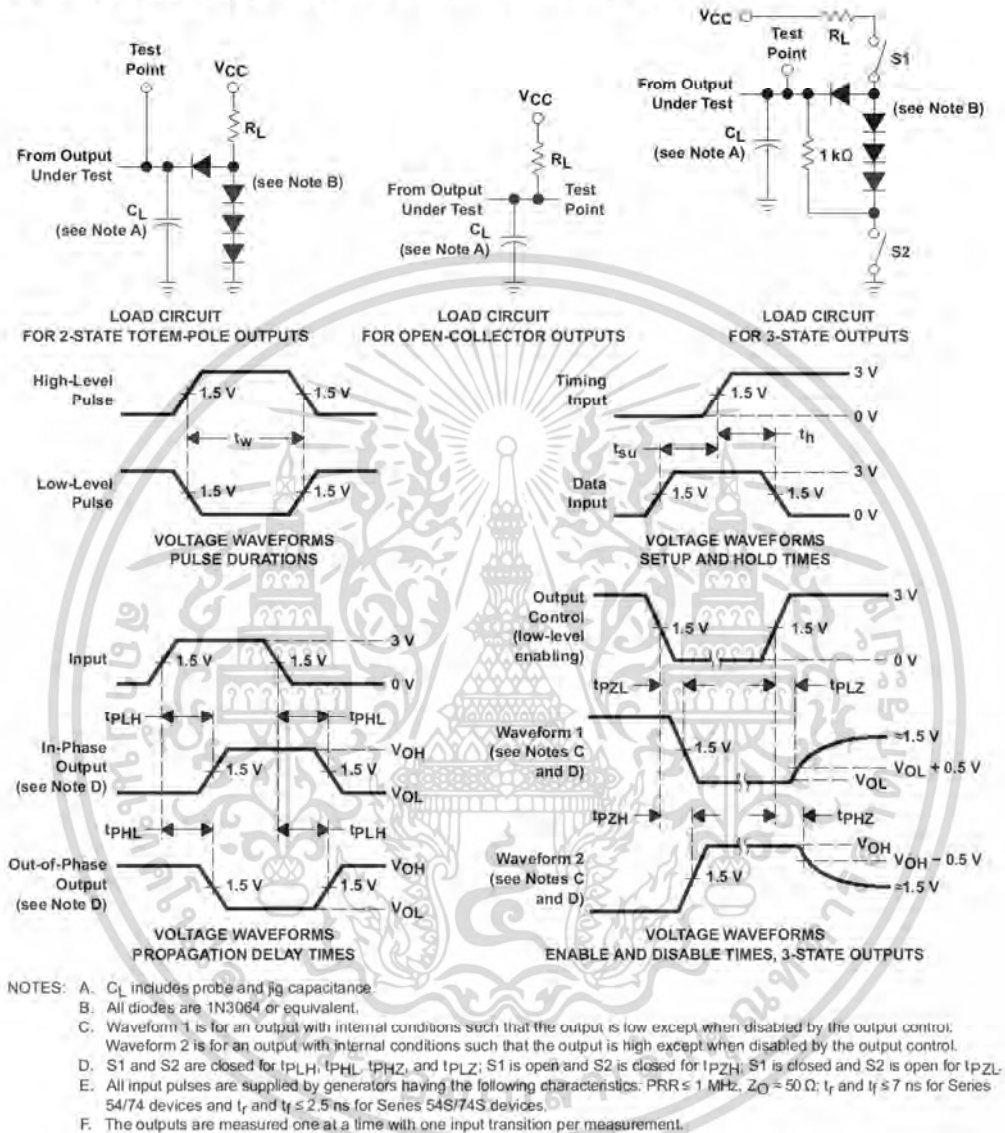 Test
Point
VCC
RL
From Output
Under Test
(see Note B)
CL
(see Note A)
LOAD CIRCUIT
FOR 2-STATE TOTEM-POLE OUTPUTS
VCC
RL
From Output
Under Test
Test
Point
CL
(see Note A)
LOAD CIRCUIT
FOR OPEN-COLLECTOR OUTPUTS
VCC
RL
Test
Point
S1
From Output
Under Test
(see Note B)
CL
(see Note A)
1 kΩ
S2
LOAD CIRCUIT
FOR 3-STATE OUTPUTS
High-Level
Pulse
1.5 V
1.5 V
tw
Low-Level
Pulse
1.5 V
1.5 V
VOLTAGE WAVEFORMS
PULSE DURATIONS
Timing
Input
3 V
1.5 V
0 V
tsu
th
Data
Input
3 V
1.5 V
1.5 V
0 V
VOLTAGE WAVEFORMS
SETUP AND HOLD TIMES
Input
3 V
1.5 V
1.5 V
0 V
tPLH
tPHL
In-Phase
Output
(see Note D)
VOH
1.5 V
1.5 V
VOL
tPHL
tPLH
Out-of-Phase
Output
(see Note D)
VOH
1.5 V
1.5 V
VOL
VOLTAGE WAVEFORMS
PROPAGATION DELAY TIMES
Output
Control
(low-level
enabling)
3 V
1.5 V
1.5 V
0 V
tPZL
tPLZ
Waveform 1
(see Notes C
and D)
1.5 V
≈1.5 V
VOL + 0.5 V
VOL
tPZH
tPHZ
Waveform 2
(see Notes C
and D)
1.5 V
VOH
VOH − 0.5 V
≈1.5 V
VOLTAGE WAVEFORMS
ENABLE AND DISABLE TIMES, 3-STATE OUTPUTS
NOTES: A. CL includes probe and jig capacitance.
B. All diodes are 1N3064 or equivalent.
C. Waveform 1 is for an output with internal conditions such that the output is low except when disabled by the output control.
Waveform 2 is for an output with internal conditions such that the output is high except when disabled by the output control.
D. S1 and S2 are closed for tPLH, tPHL, tPHZ, and tPLZ; S1 is open and S2 is closed for tPZH; S1 is closed and S2 is open for tPZL.
E. All input pulses are supplied by generators having the following characteristics: PRR ≤ 1 MHz, ZO ≈ 50 Ω; tr and tf ≤ 7 ns for Series
54/74 devices and tr and tf ≤ 2.5 ns for Series 54S/74S devices.
F. The outputs are measured one at a time with one input transition per measurement.